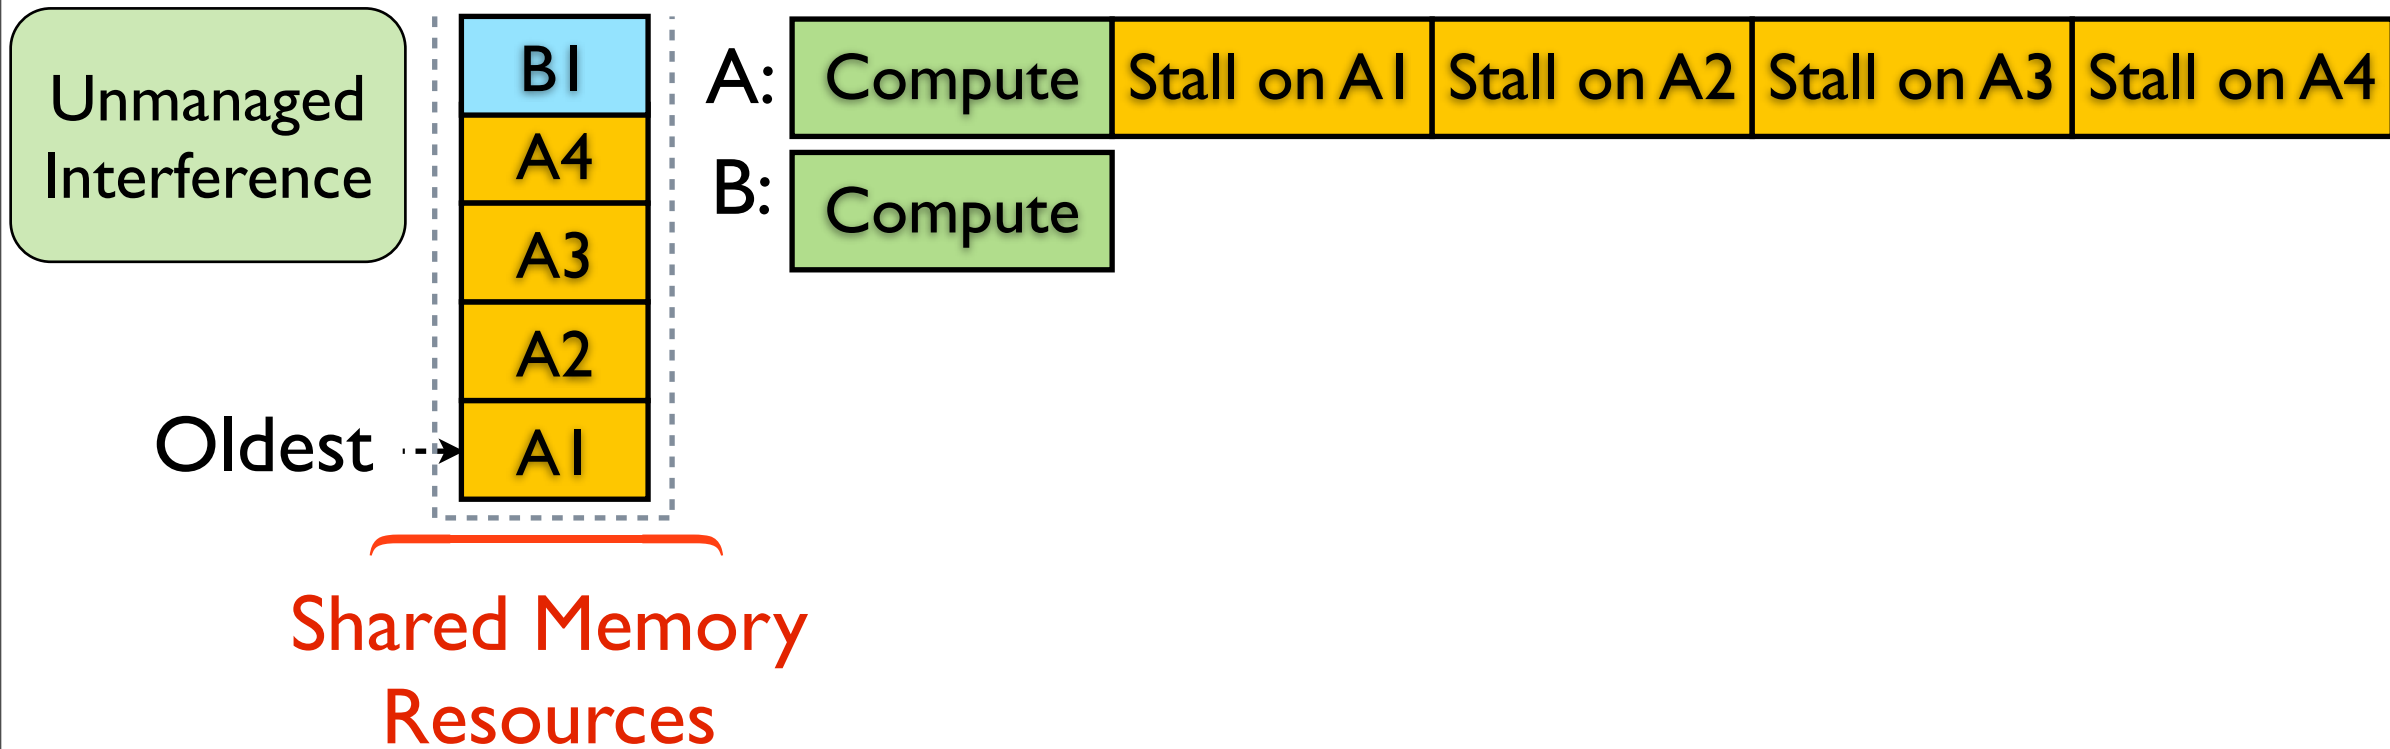 Unmanaged
Interference
B1
A4
A3
A2
A1
Oldest
Shared Memory
Resources
A:
Compute
Stall on A1
Stall on A2
Stall on A3
Stall on A4
B:
Compute